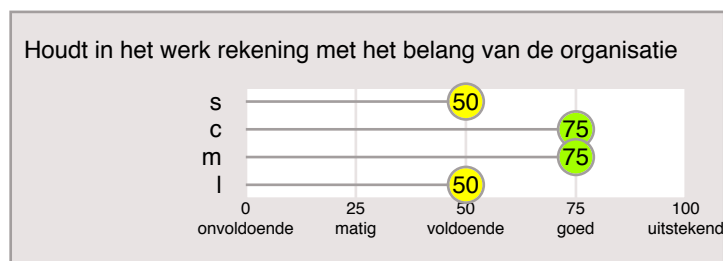 Houdt in het werk rekening met het belang van de organisatie
s 50
c 75
m 75
l 50
0 25 50 75 100
onvoldoende matig voldoende goed uitstekend